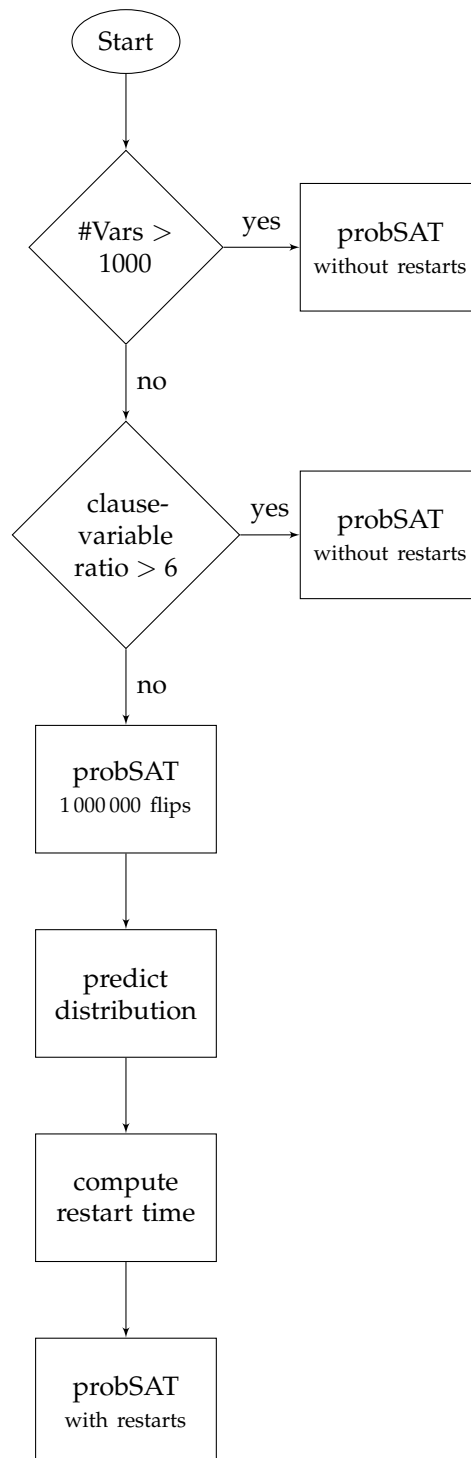 Start
#Vars >
1000
yes
probSAT
without restarts
no
clause-
variable
ratio > 6
yes
probSAT
without restarts
no
probSAT
1 000 000 flips
predict
distribution
compute
restart time
probSAT
with restarts